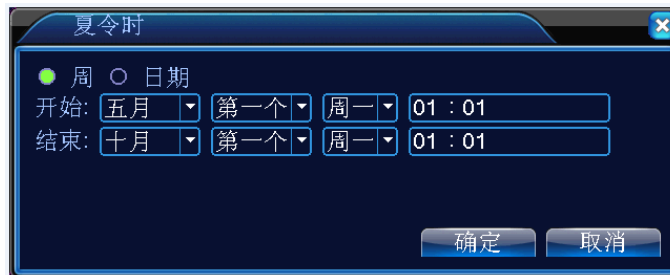 夏令时
周 日期
开始: 五月 第一个 周一 01 : 01
结束: 十月 第一个 周一 01 : 01
确定 取消